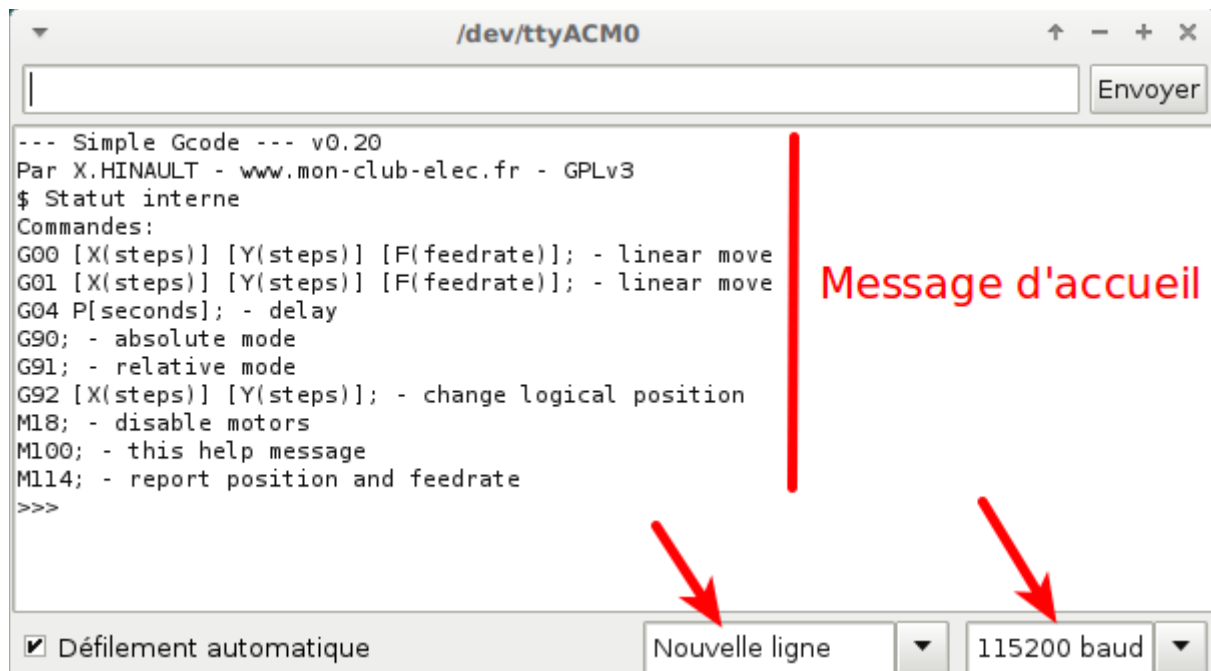 /dev/ttyACM0
Envoyer
--- Simple Gcode --- v0.20
Par X.HINAULT - www.mon-club-elec.fr - GPLv3
$ Statut interne
Commandes:
G00 [X(steps)] [Y(steps)] [F(feedrate)]; - linear move
G01 [X(steps)] [Y(steps)] [F(feedrate)]; - linear move
G04 P[seconds]; - delay
G90; - absolute mode
G91; - relative mode
G92 [X(steps)] [Y(steps)]; - change logical position
M18; - disable motors
M100; - this help message
M114; - report position and feedrate
>>>
Message d'accueil
Défilement automatique
Nouvelle ligne
115200 baud